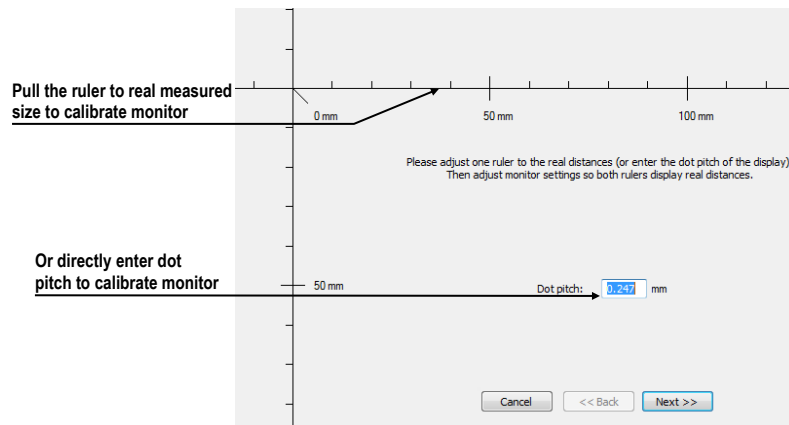 Pull the ruler to real measured
size to calibrate monitor
0 mm
50 mm
100 mm
Please adjust one ruler to the real distances (or enter the dot pitch of the display)
Then adjust monitor settings so both rulers display real distances.
Or directly enter dot
pitch to calibrate monitor
50 mm
Dot pitch: 0.247 mm
Cancel << Back Next >>